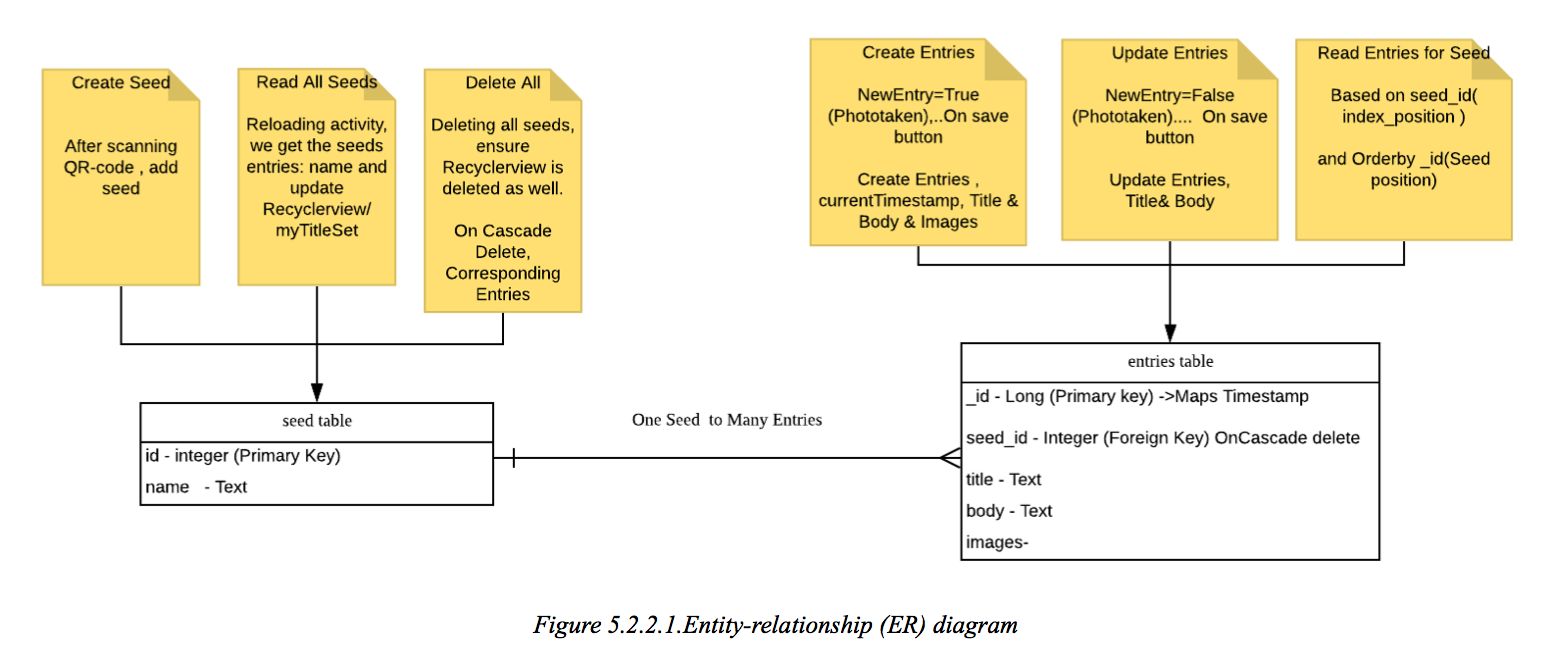 Create Seed
After scanning
QR-code , add
seed
Read All Seeds
Reloading activity,
we get the seeds
entries: name and
update
Recyclerview/
myTitleSet
Delete All
Deleting all seeds,
ensure
Recyclerview is
deleted as well.
On Cascade
Delete,
Corresponding
Entries
Create Entries
NewEntry=True
(Phototaken),..On save
button
Create Entries ,
currentTimestamp, Title &
Body & Images
Update Entries
NewEntry=False
(Phototaken).... On save
button
Update Entries,
Title& Body
Read Entries for Seed
Based on seed_id(
index_position )
and Orderby _id(Seed
position)
seed table
id - integer (Primary Key)
name - Text
One Seed to Many Entries
entries table
_id - Long (Primary key) ->Maps Timestamp
seed_id - Integer (Foreign Key) OnCascade delete
title - Text
body - Text
images-
Figure 5.2.2.1.Entity-relationship (ER) diagram